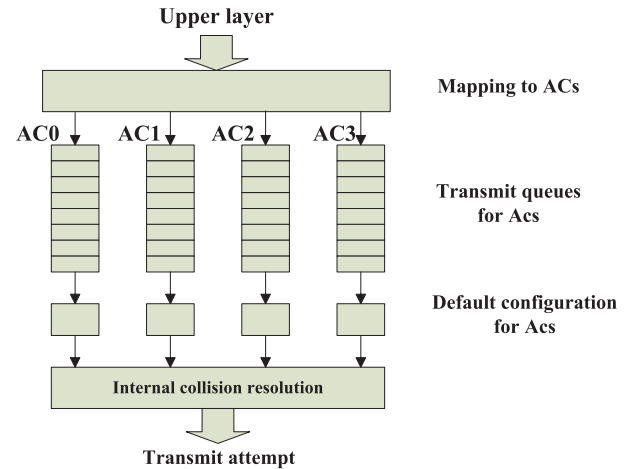 Upper layer
Mapping to ACs
AC0 AC1 AC2 AC3
Transmit queues
for Acs
Default configuration
for Acs
Internal collision resolution
Transmit attempt